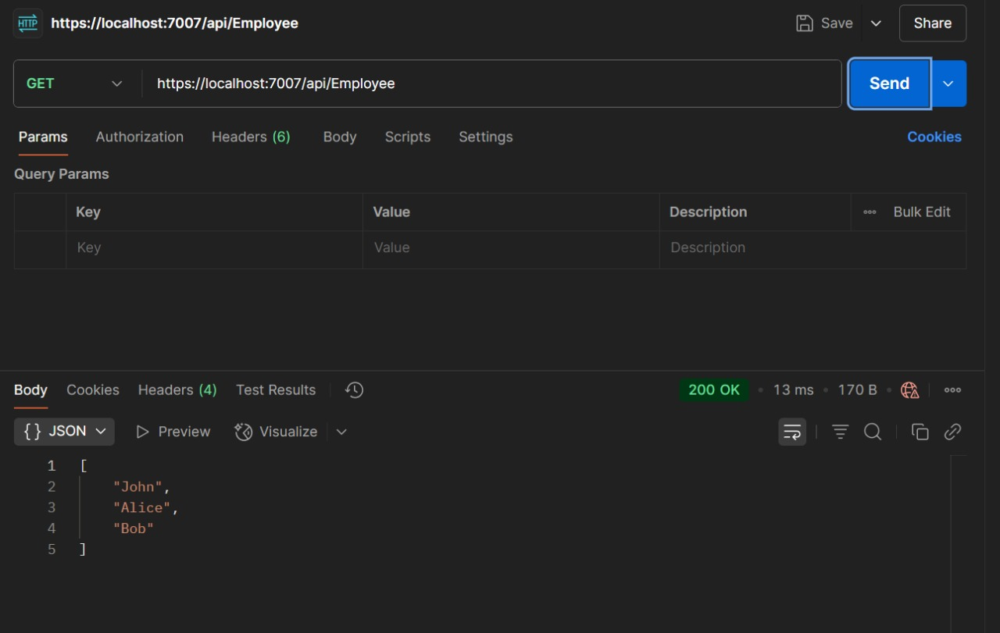 HTTP https://localhost:7007/api/Employee Save Share
GET https://localhost:7007/api/Employee Send
Params Authorization Headers (6) Body Scripts Settings Cookies
Query Params
Key Value Description Bulk Edit
Key Value Description
Body Cookies Headers (4) Test Results 200 OK 13 ms 170 B
{} JSON Preview Visualize
1 [
2 "John",
3 "Alice",
4 "Bob"
5 ]